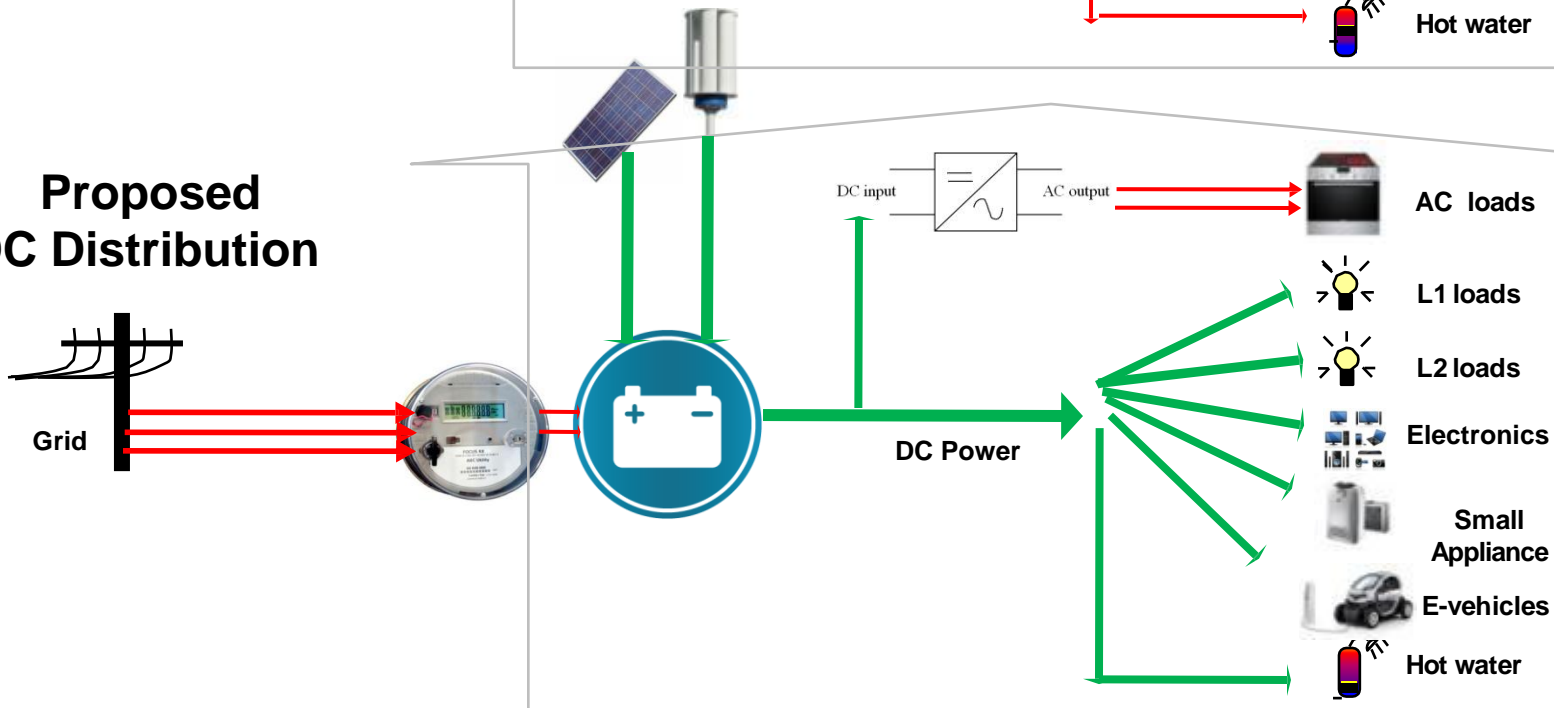 Hot water
Proposed
C Distribution
DC input
AC output
AC loads
L1 loads
L2 loads
Grid
+ −
DC Power
Electronics
Small
Appliance
E-vehicles
Hot water